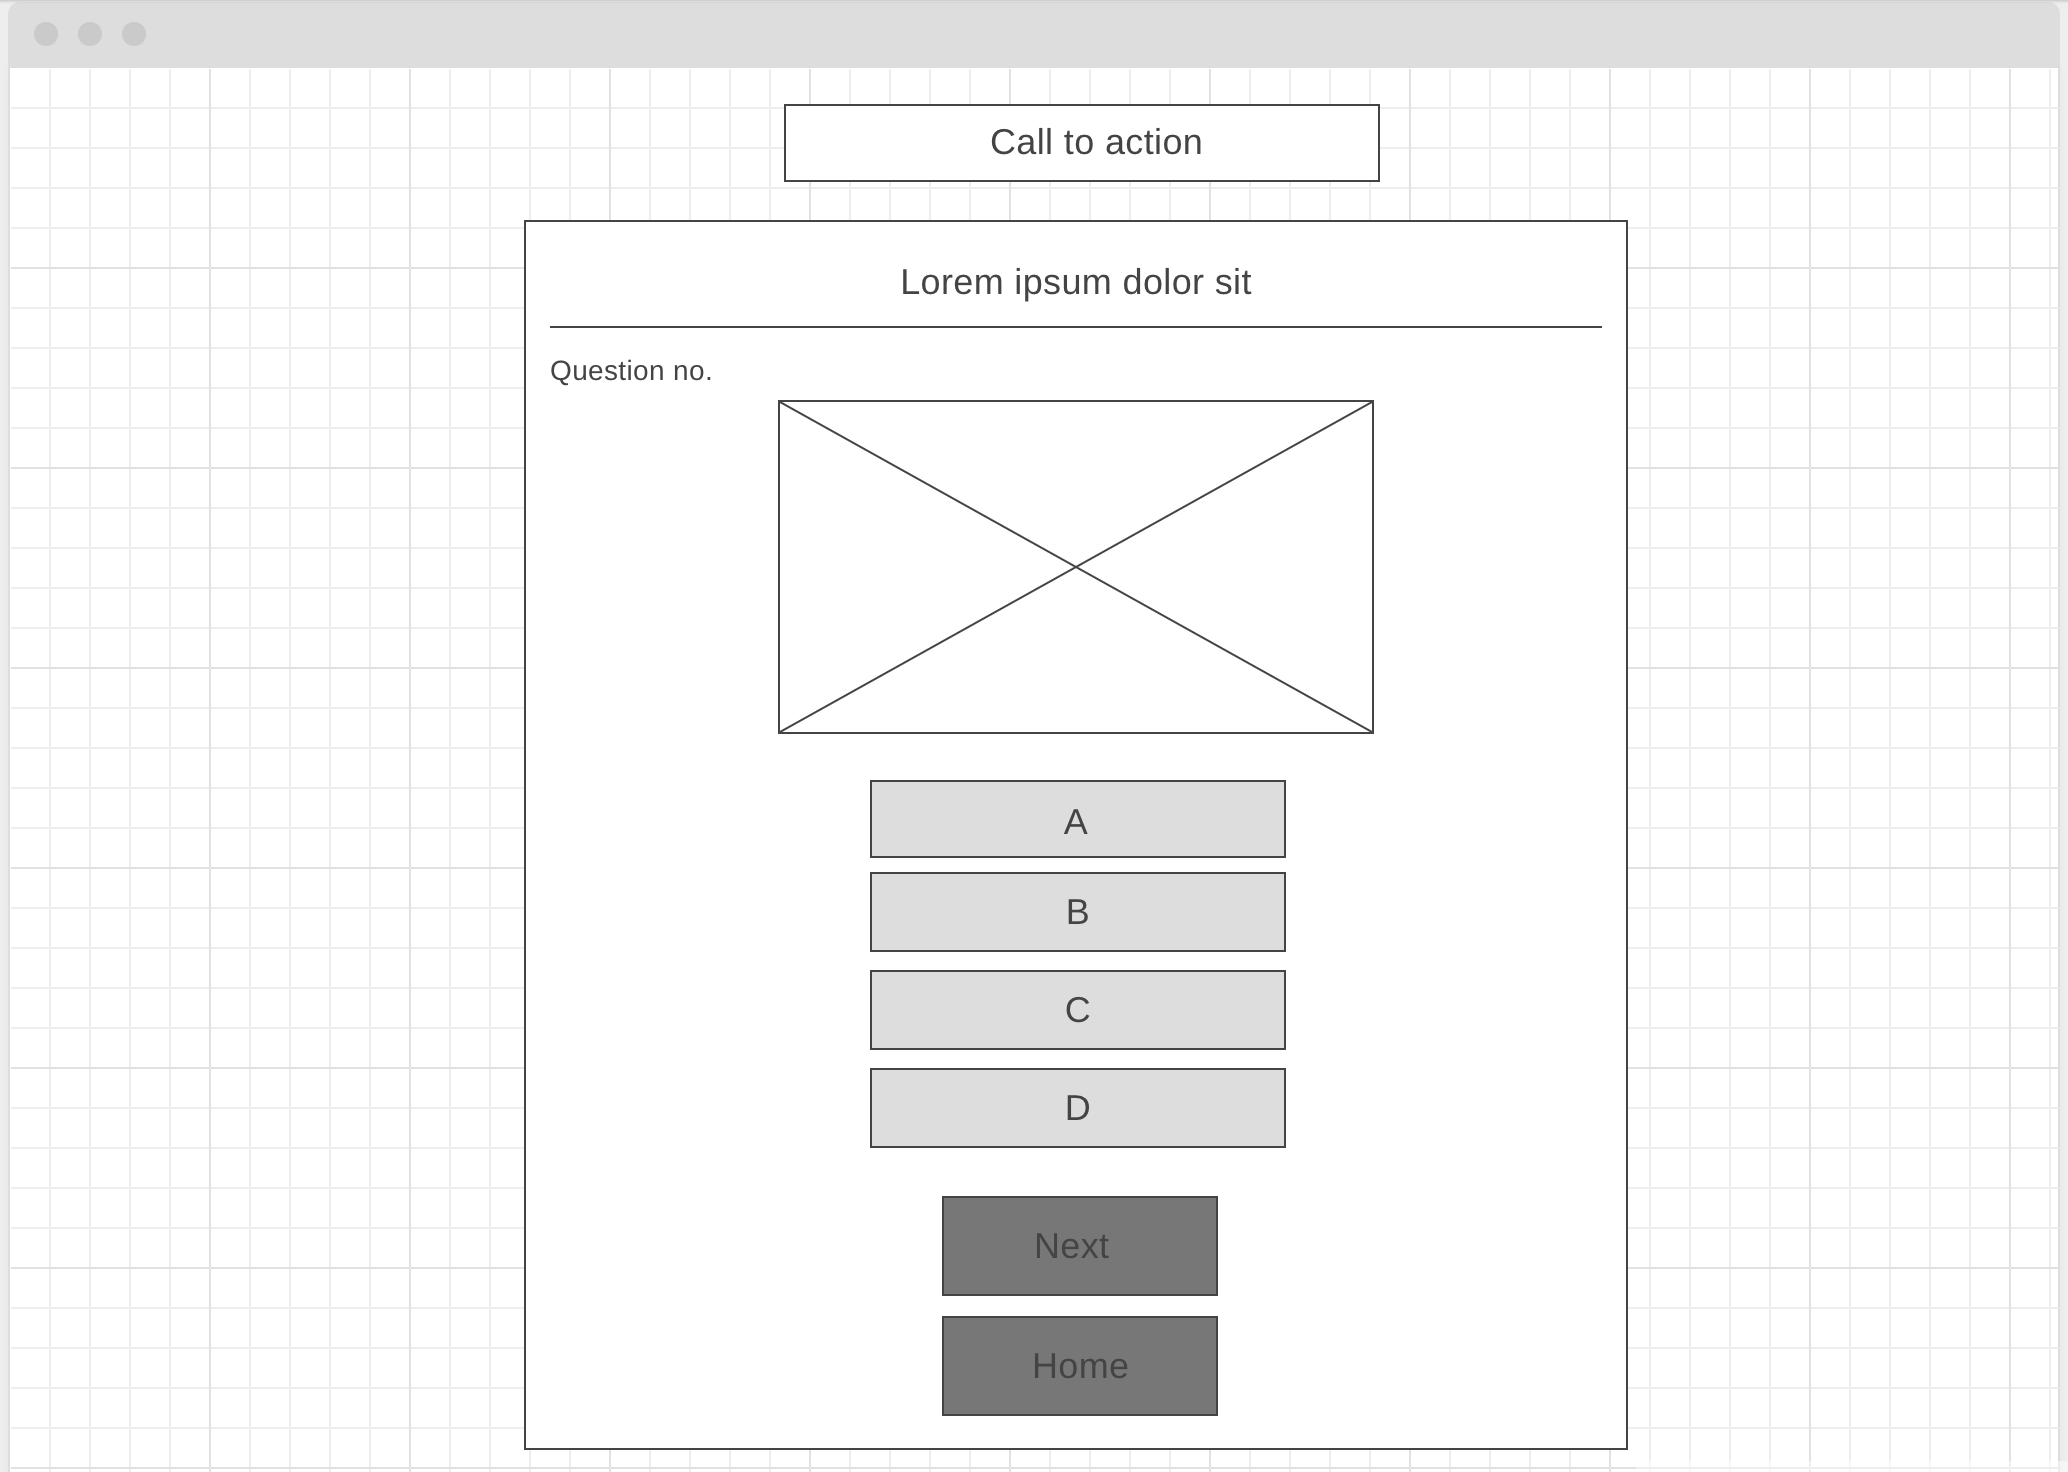 Call to action
Lorem ipsum dolor sit
Question no.
A
B
C
D
Next
Home